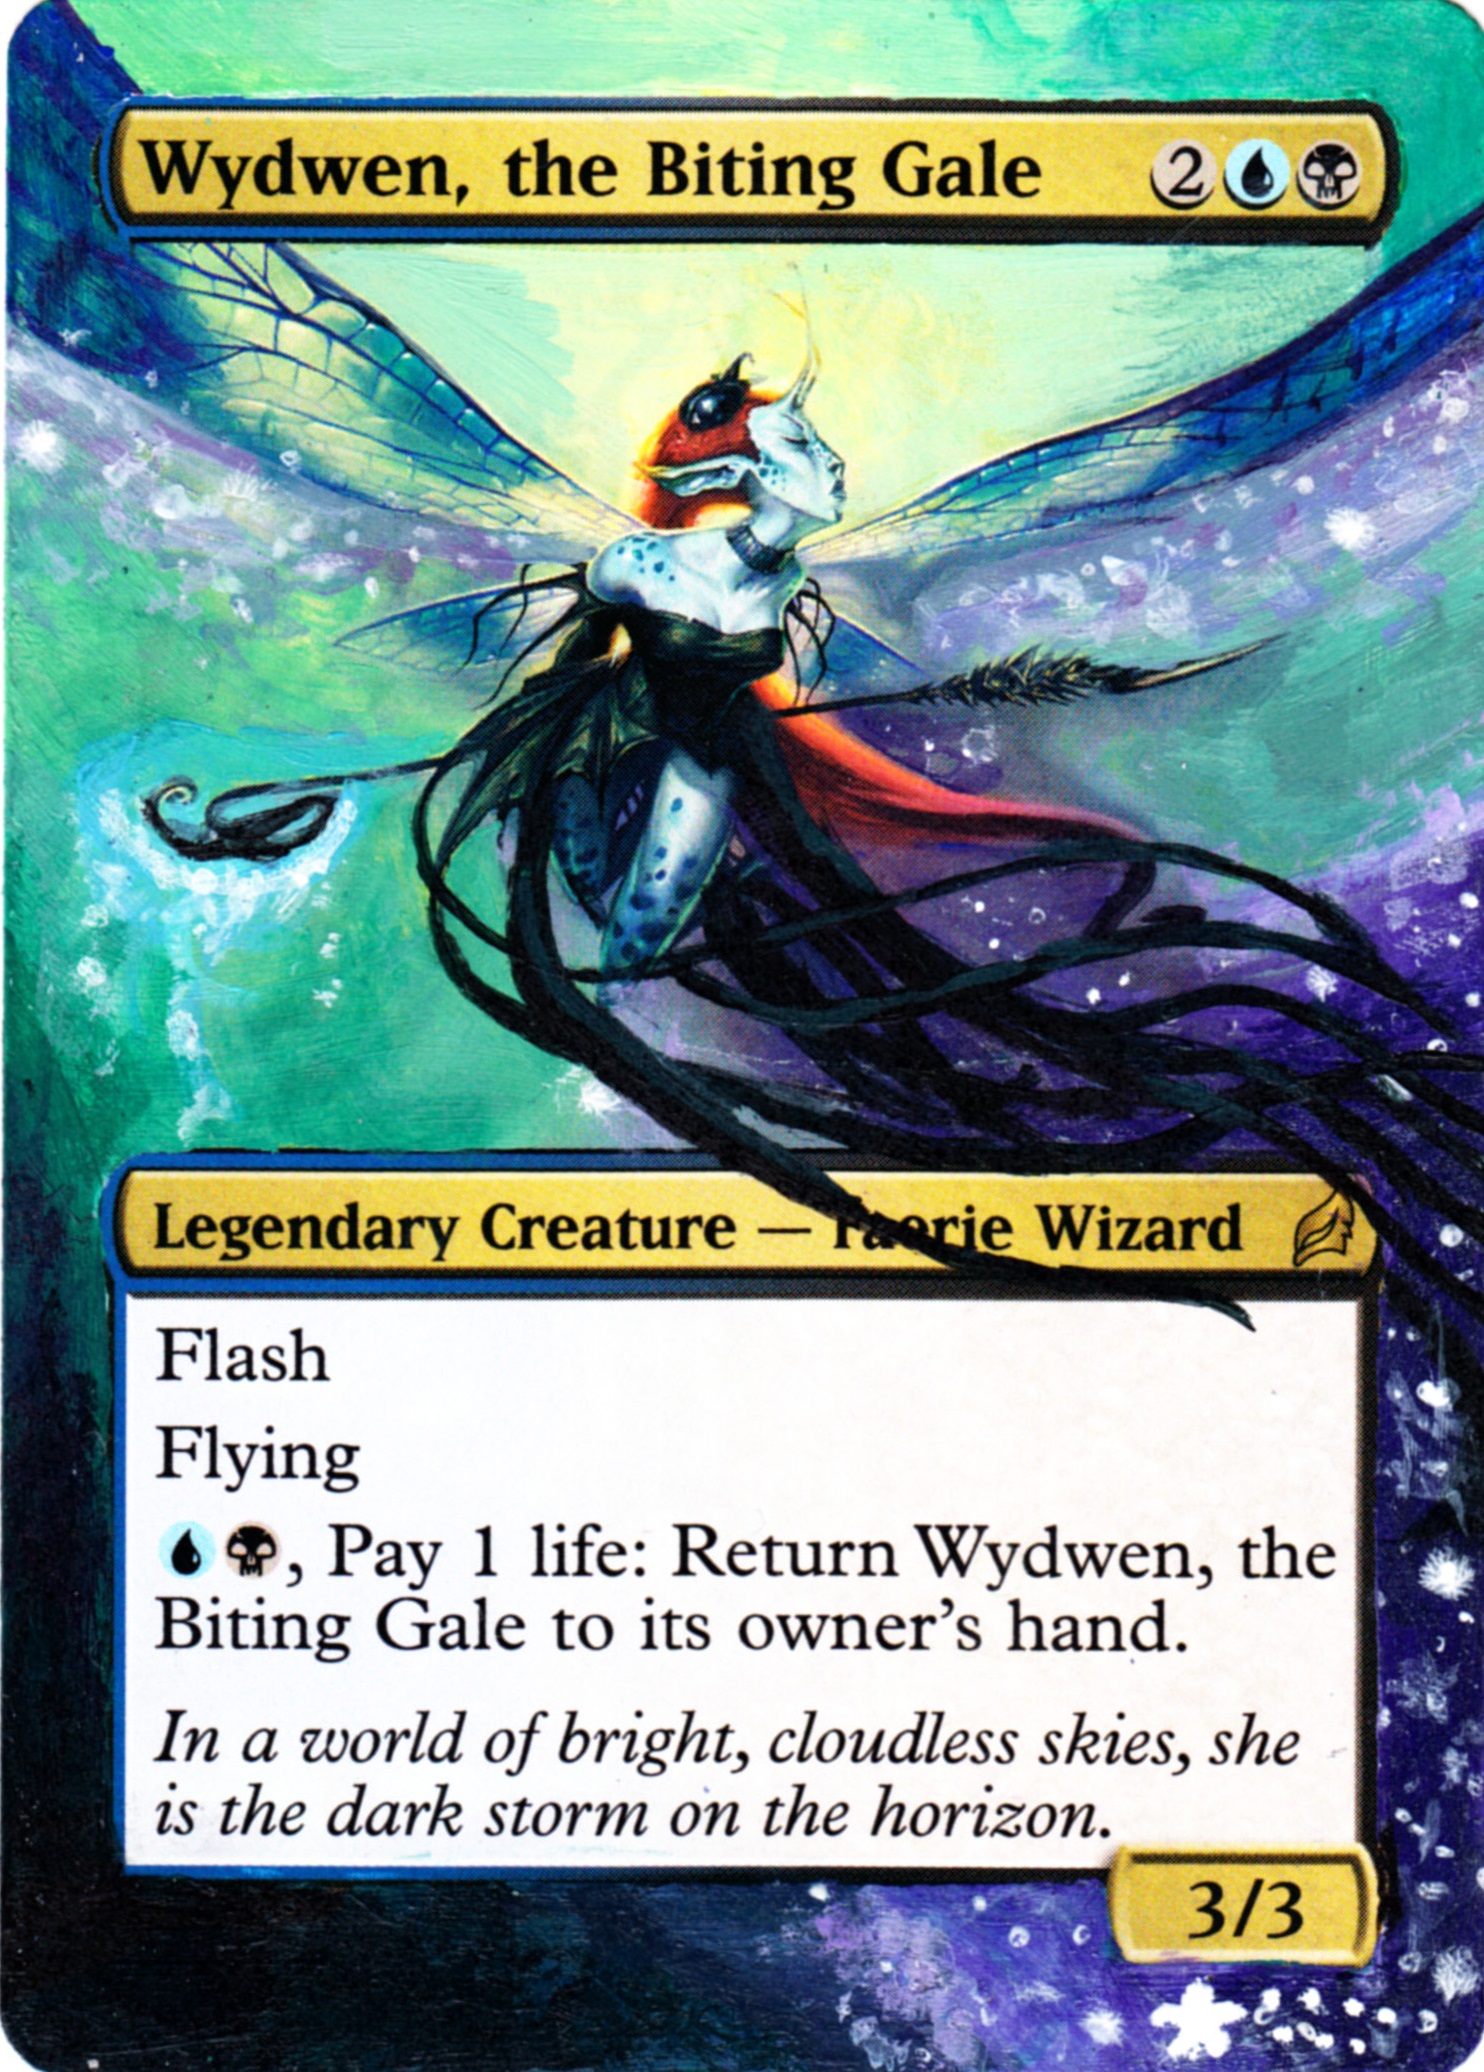 Wydwen, the Biting Gale 2
Legendary Creature — Faerie Wizard
Flash
Flying
, Pay 1 life: Return Wydwen, the
Biting Gale to its owner's hand.
In a world of bright, cloudless skies, she
is the dark storm on the horizon.
3/3